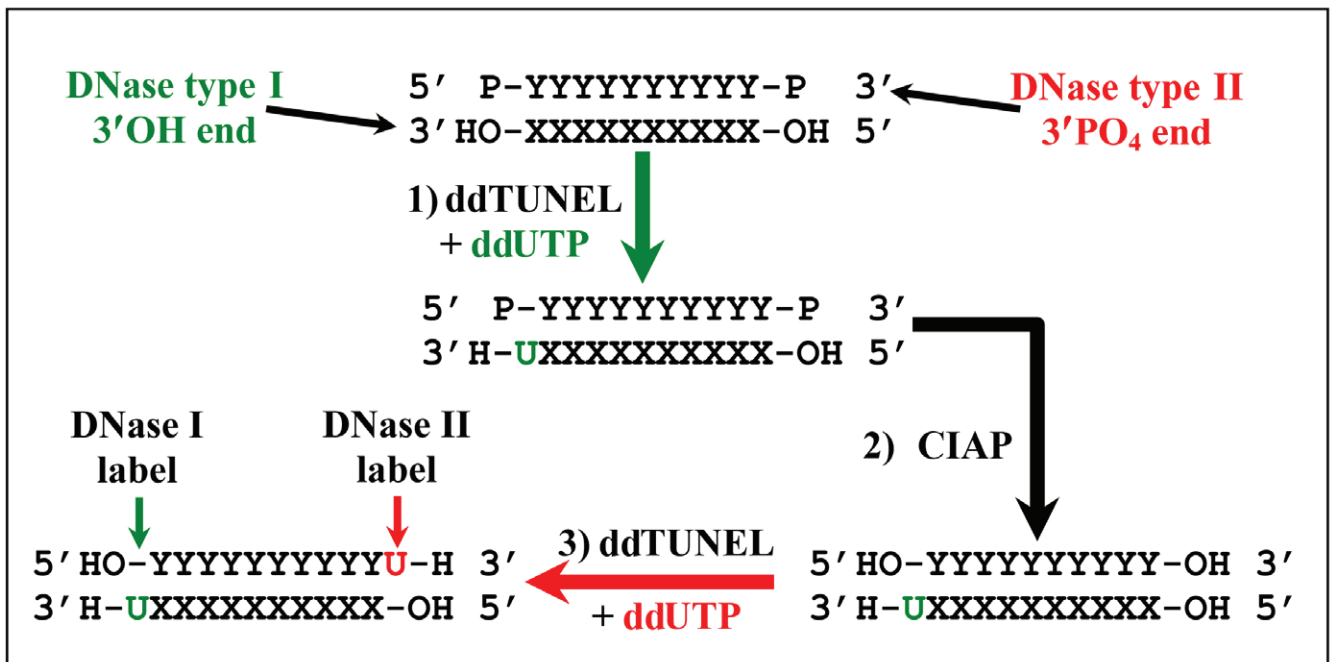 DNase type I
3′OH end
5′ P-YYYYYYYYYY-P 3′
3′HO-XXXXXXXXXX-OH 5′
DNase type II
3′PO₄ end
1) ddTUNEL
+ ddUTP
5′ P-YYYYYYYYYY-P 3′
3′H-UXXXXXXXXXX-OH 5′
2) CIAP
DNase I
label
DNase II
label
5′HO-YYYYYYYYYYU-H 3′
3′H-UXXXXXXXXXX-OH 5′
3) ddTUNEL
+ ddUTP
5′HO-YYYYYYYYYY-OH 3′
3′H-UXXXXXXXXXX-OH 5′